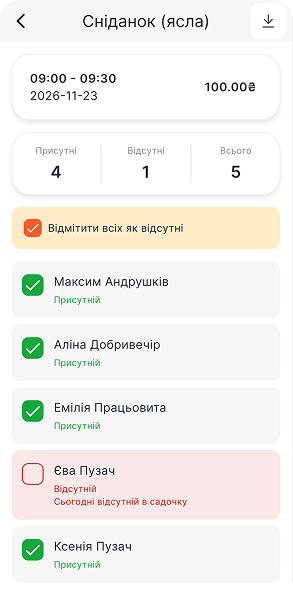 Сніданок (ясла)
09:00 - 09:30
2026-11-23
100.00₴
Присутні
Відсутні
Всього
4
1
5
Відмітити всіх як відсутні
Максим Андрушків
Присутній
Аліна Добривечір
Присутній
Емілія Працьовита
Присутній
Єва Пузач
Відсутній
Сьогодні відсутній в садочку
Ксенія Пузач
Присутній